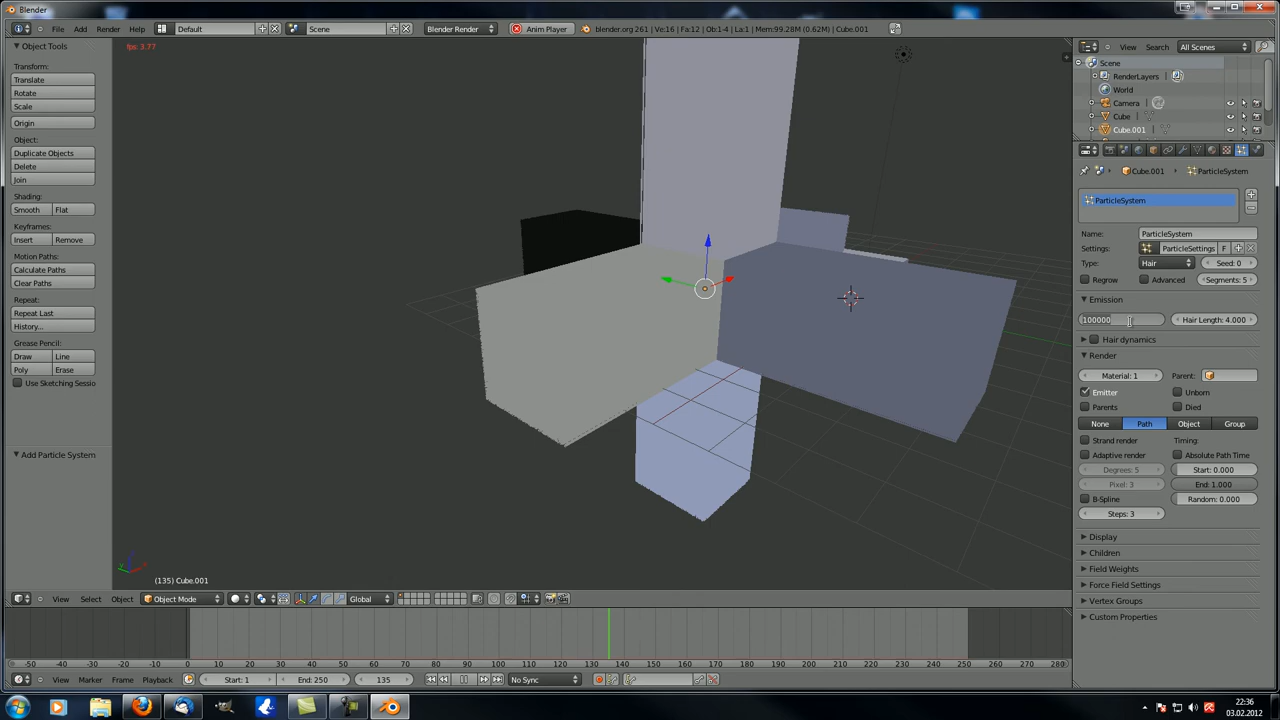 Blender
File Add Render Window Help Default Scene Blender Render Anim Player blender.org 261 | Ve:16 | Fa:12 | Ob:1-4 | La:1 | Mem:99.28M (0.62M) | Cube.001
View Search All Scenes
Object Tools
fps: 3.77
Scene
Transform:
RenderLayers
Translate
World
Rotate
Camera
Scale
Cube
Origin
Cube.001
Object:
Duplicate Objects
Delete
Cube.001 ParticleSystem
Join
Shading:
ParticleSystem
Smooth Flat
Keyframes:
Name: ParticleSystem
Insert Remove
Settings: ParticleSettings F
Motion Paths:
Type: Hair Seed: 0
Calculate Paths
Regrow Advanced Segments: 5
Clear Paths
Emission
Repeat:
100000 Hair Length: 4.000
Repeat Last
History...
Hair dynamics
Grease Pencil:
Render
Draw Line
Material: 1 Parent:
Poly Erase
Emitter Unborn
Use Sketching Sessio
Parents Died
None Path Object Group
Strand render Timing:
Add Particle System
Adaptive render Absolute Path Time
Degrees: 5 Start: 0.000
Pixel: 3 End: 1.000
B-Spline Random: 0.000
Steps: 3
Display
Children
Field Weights
Force Field Settings
Vertex Groups
Custom Properties
(135) Cube.001
View Select Object Object Mode Global
-50 -40 -30 -20 -10 0 10 20 30 40 50 60 70 80 90 100 110 120 130 140 150 160 170 180 190 200 210 220 230 240 250 260 270 280
View Marker Frame Playback Start: 1 End: 250 135 No Sync
22:36
03.02.2012